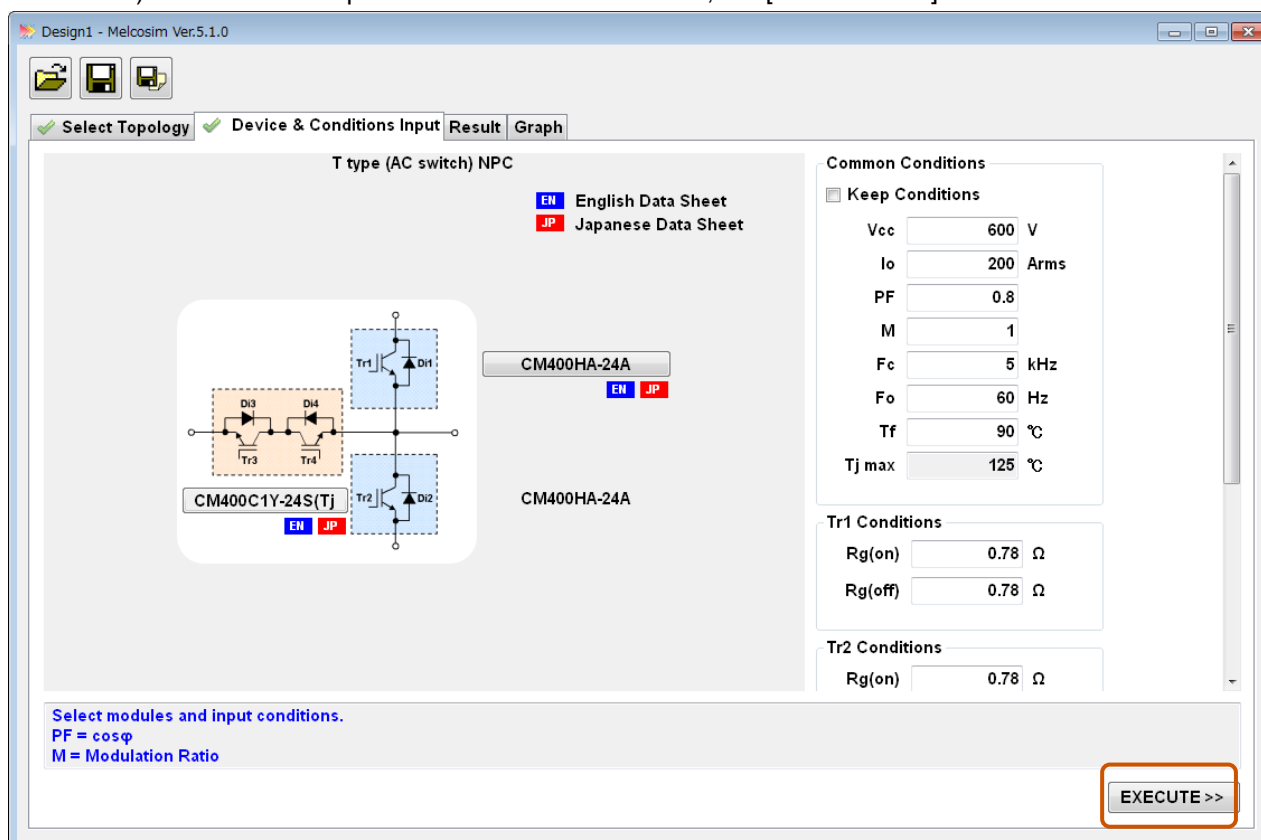 Design1 - Melcosim Ver.5.1.0
Select Topology Device & Conditions Input Result Graph
T type (AC switch) NPC
EN English Data Sheet
JP Japanese Data Sheet
Tr1 Di1
CM400HA-24A
EN JP
Di3 Di4
Tr3 Tr4
CM400C1Y-24S(Tj
EN JP
Tr2 Di2
CM400HA-24A
Common Conditions
Keep Conditions
Vcc 600 V
Io 200 Arms
PF 0.8
M 1
Fc 5 kHz
Fo 60 Hz
Tf 90 ℃
Tj max 125 ℃
Tr1 Conditions
Rg(on) 0.78 Ω
Rg(off) 0.78 Ω
Tr2 Conditions
Rg(on) 0.78 Ω
Select modules and input conditions.
PF = cosφ
M = Modulation Ratio
EXECUTE >>